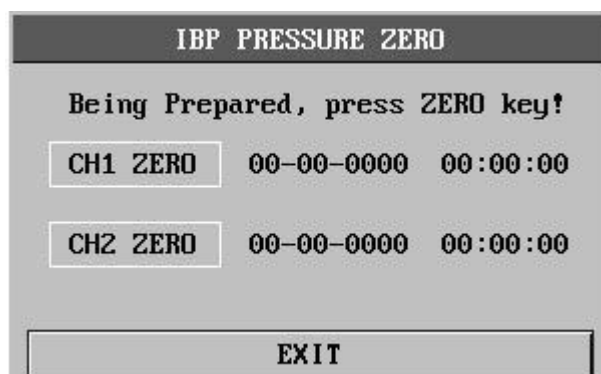 IBP PRESSURE ZERO
Being Prepared, press ZERO key!
CH1 ZERO 00-00-0000 00:00:00
CH2 ZERO 00-00-0000 00:00:00
EXIT